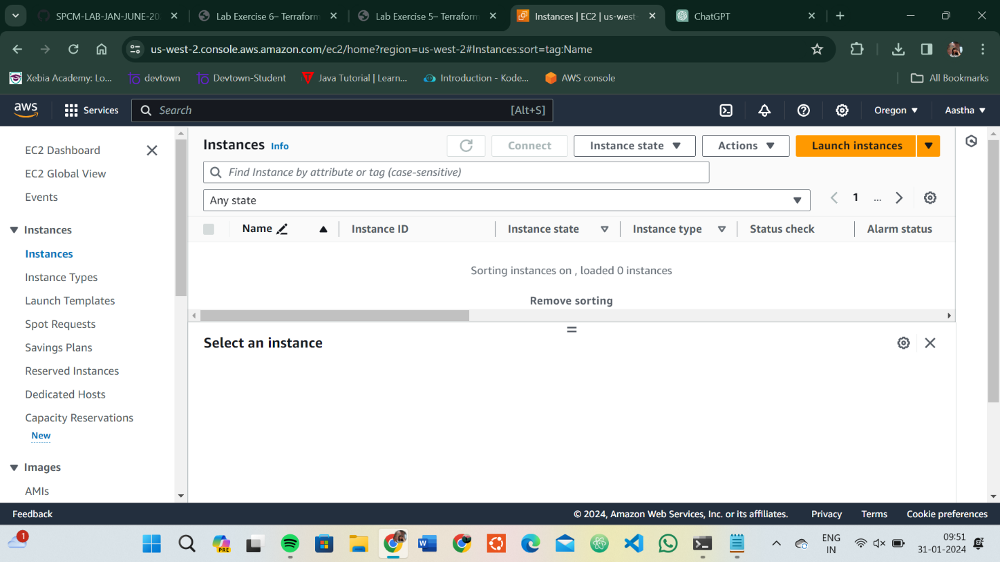 SPCM-LAB-JAN-JUNE-20
Lab Exercise 6– Terraform
Lab Exercise 5– Terraform
Instances | EC2 | us-west-
ChatGPT
us-west-2.console.aws.amazon.com/ec2/home?region=us-west-2#Instances:sort=tag:Name
Xebia Academy: Lo...
devtown
Devtown-Student
Java Tutorial | Learn...
Introduction - Kode...
AWS console
All Bookmarks
aws
Services
Search
[Alt+S]
Oregon
Aastha
EC2 Dashboard
EC2 Global View
Events
Instances
Instances
Instance Types
Launch Templates
Spot Requests
Savings Plans
Reserved Instances
Dedicated Hosts
Capacity Reservations
New
Images
AMIs
Instances Info
Connect
Instance state
Actions
Launch instances
Find Instance by attribute or tag (case-sensitive)
Any state
1 ...
Name
Instance ID
Instance state
Instance type
Status check
Alarm status
Sorting instances on , loaded 0 instances
Remove sorting
Select an instance
Feedback
© 2024, Amazon Web Services, Inc. or its affiliates.
Privacy
Terms
Cookie preferences
1
PRE
W
ENG
IN
09:51
31-01-2024